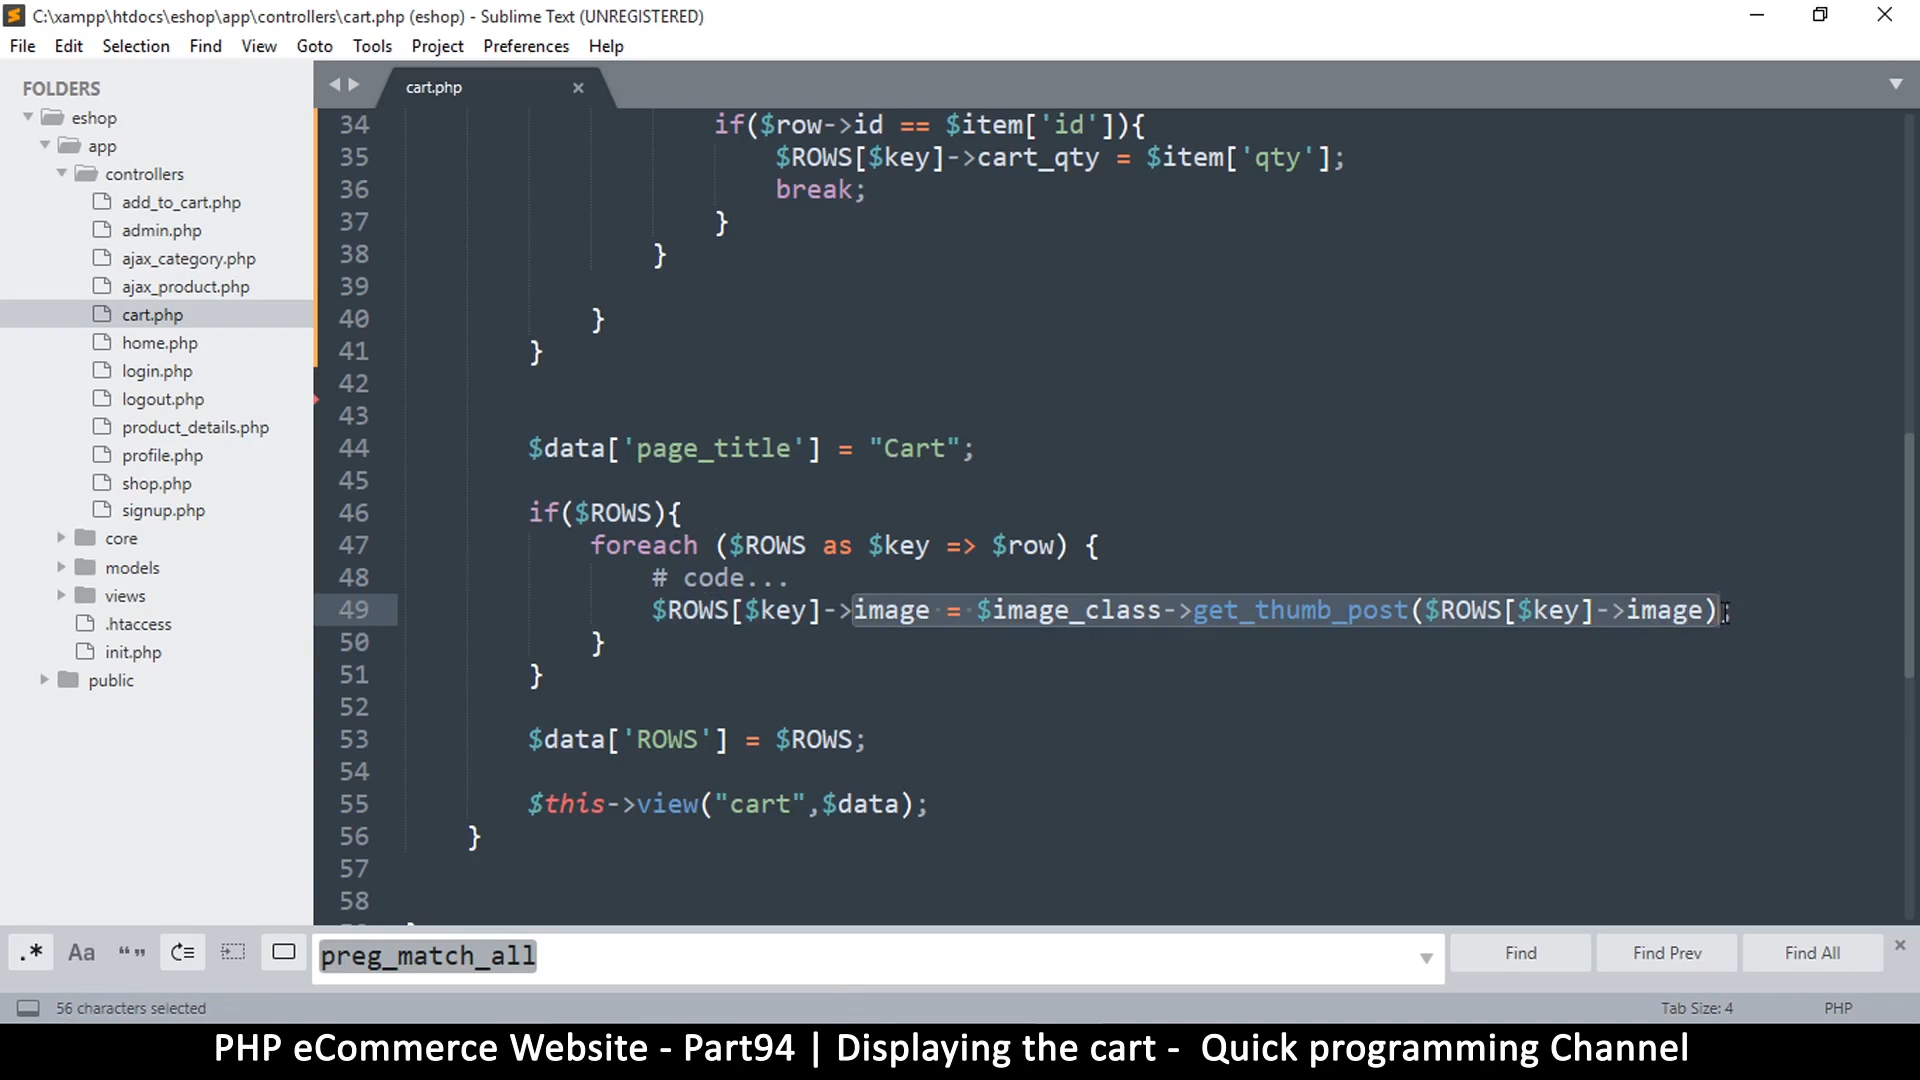 C:\xampp\htdocs\eshop\app\controllers\cart.php (eshop) - Sublime Text (UNREGISTERED)
File Edit Selection Find View Goto Tools Project Preferences Help
FOLDERS
eshop
app
controllers
add_to_cart.php
admin.php
ajax_category.php
ajax_product.php
cart.php
home.php
login.php
logout.php
product_details.php
profile.php
shop.php
signup.php
core
models
views
.htaccess
init.php
public
cart.php
34 if($row->id == $item['id']){
35 $ROWS[$key]->cart_qty = $item['qty'];
36 break;
37 }
38 }
39
40 }
41 }
42
43
44 $data['page_title'] = "Cart";
45
46 if($ROWS){
47 foreach ($ROWS as $key => $row) {
48 # code...
49 $ROWS[$key]->image = $image_class->get_thumb_post($ROWS[$key]->image);
50 }
51 }
52
53 $data['ROWS'] = $ROWS;
54
55 $this->view("cart",$data);
56 }
57
58
.* Aa “” preg_match_all Find Find Prev Find All
56 characters selected Tab Size: 4 PHP
PHP eCommerce Website - Part94 | Displaying the cart - Quick programming Channel